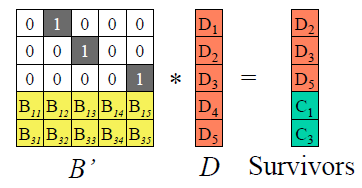 0 1 0 0 0 D₁ D₂
0 0 1 0 0 D₂ D₃
0 0 0 0 1 * D₃ = D₅
B₁₁ B₁₂ B₁₃ B₁₄ B₁₅ D₄ C₁
B₃₁ B₃₂ B₃₃ B₃₄ B₃₅ D₅ C₃
B’ D Survivors